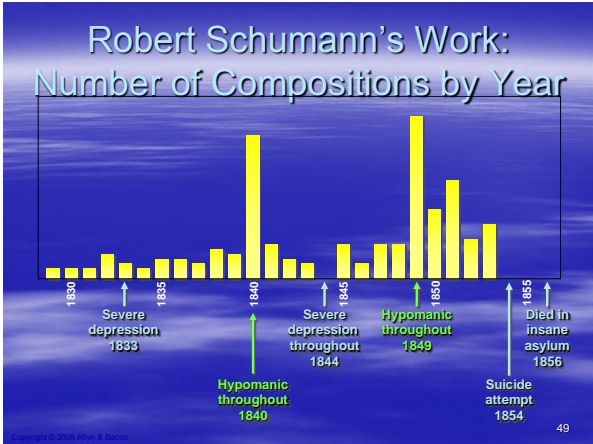 Robert Schumann's Work:
Number of Compositions by Year
1830
1835
1840
1845
1850
1855
Severe
depression
1833
Severe
depression
throughout
1844
Hypomanic
throughout
1849
Died in
insane
asylum
1856
Hypomanic
throughout
1840
Suicide
attempt
1854
49
Copyright © 2006 Allyn & Bacon